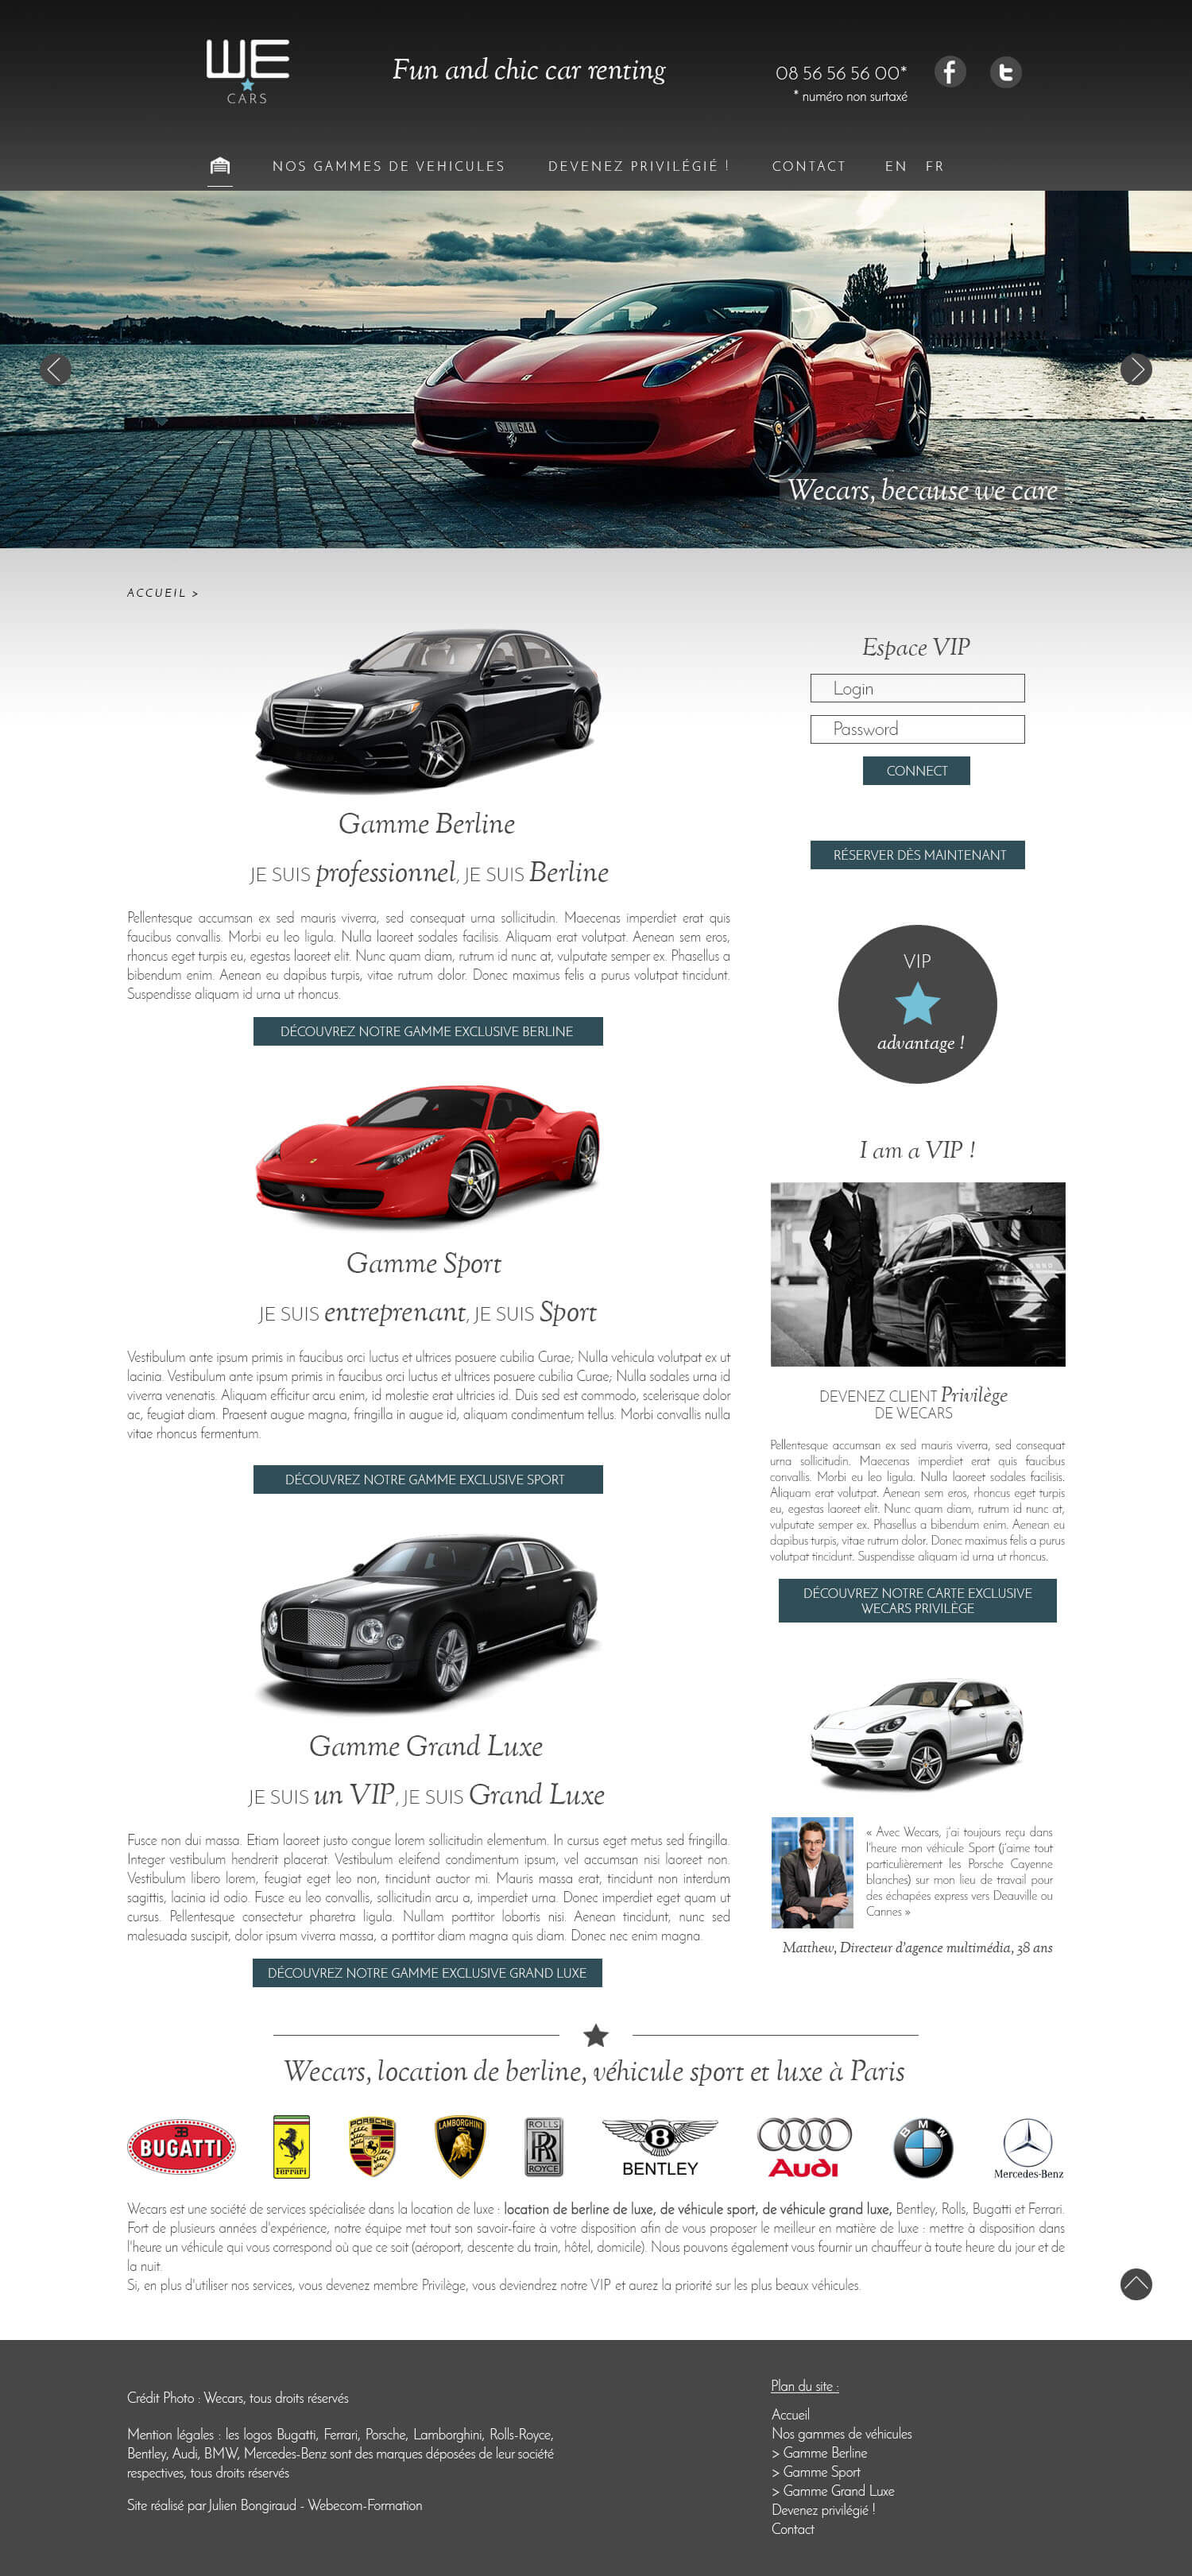 WE
CARS
Fun and chic car renting
08 56 56 56 00*
* numéro non surtaxé
NOS GAMMES DE VEHICULES
DEVENEZ PRIVILÉGIÉ !
CONTACT
EN
FR
SJJ 6AA
Wecars, because we care
ACCUEIL >
Gamme Berline
JE SUIS professionnel, JE SUIS Berline
Pellentesque accumsan ex sed mauris viverra, sed consequat urna sollicitudin. Maecenas imperdiet erat quis
faucibus convallis. Morbi eu leo ligula. Nulla laoreet sodales facilisis. Aliquam erat volutpat. Aenean sem eros,
rhoncus eget turpis eu, egestas laoreet elit. Nunc quam diam, rutrum id nunc at, vulputate semper ex. Phasellus a
bibendum enim. Aenean eu dapibus turpis, vitae rutrum dolor. Donec maximus felis a purus volutpat tincidunt.
Suspendisse aliquam id urna ut rhoncus.
DÉCOUVREZ NOTRE GAMME EXCLUSIVE BERLINE
Gamme Sport
JE SUIS entreprenant, JE SUIS Sport
Vestibulum ante ipsum primis in faucibus orci luctus et ultrices posuere cubilia Curae; Nulla vehicula volutpat ex ut
lacinia. Vestibulum ante ipsum primis in faucibus orci luctus et ultrices posuere cubilia Curae; Nulla sodales urna id
viverra venenatis. Aliquam efficitur arcu enim, id molestie erat ultricies id. Duis sed est commodo, scelerisque dolor
ac, feugiat diam. Praesent augue magna, fringilla in augue id, aliquam condimentum tellus. Morbi convallis nulla
vitae rhoncus fermentum.
DÉCOUVREZ NOTRE GAMME EXCLUSIVE SPORT
Gamme Grand Luxe
JE SUIS un VIP, JE SUIS Grand Luxe
Fusce non dui massa. Etiam laoreet justo congue lorem sollicitudin elementum. In cursus eget metus sed fringilla.
Integer vestibulum hendrerit placerat. Vestibulum eleifend condimentum ipsum, vel accumsan nisi laoreet non.
Vestibulum libero lorem, feugiat eget leo non, tincidunt auctor mi. Mauris massa erat, tincidunt non interdum
sagittis, lacinia id odio. Fusce eu leo convallis, sollicitudin arcu a, imperdiet urna. Donec imperdiet eget quam ut
cursus. Pellentesque consectetur pharetra ligula. Nullam porttitor lobortis nisi. Aenean tincidunt, nunc sed
malesuada suscipit, dolor ipsum viverra massa, a porttitor diam magna quis diam. Donec nec enim magna.
DÉCOUVREZ NOTRE GAMME EXCLUSIVE GRAND LUXE
Espace VIP
Login
Password
CONNECT
RÉSERVER DÈS MAINTENANT
VIP
advantage !
I am a VIP !
DEVENEZ CLIENT Privilège
DE WECARS
Pellentesque accumsan ex sed mauris viverra, sed consequat
urna sollicitudin. Maecenas imperdiet erat quis faucibus
convallis. Morbi eu leo ligula. Nulla laoreet sodales facilisis.
Aliquam erat volutpat. Aenean sem eros, rhoncus eget turpis
eu, egestas laoreet elit. Nunc quam diam, rutrum id nunc at,
vulputate semper ex. Phasellus a bibendum enim. Aenean eu
dapibus turpis, vitae rutrum dolor. Donec maximus felis a purus
volutpat tincidunt. Suspendisse aliquam id urna ut rhoncus.
DÉCOUVREZ NOTRE CARTE EXCLUSIVE
WECARS PRIVILÈGE
« Avec Wecars, j'ai toujours reçu dans
l'heure mon véhicule Sport (j'aime tout
particulièrement les Porsche Cayenne
blanches) sur mon lieu de travail pour
des échapées express vers Deauville ou
Cannes »
Matthew, Directeur d'agence multimédia, 38 ans
Wecars, location de berline, véhicule sport et luxe à Paris
BUGATTI
Ferrari
PORSCHE
LAMBORGHINI
ROLLS
RR
ROYCE
B
BENTLEY
Audi
BMW
Mercedes-Benz
Wecars est une société de services spécialisée dans la location de luxe : location de berline de luxe, de véhicule sport, de véhicule grand luxe, Bentley, Rolls, Bugatti et Ferrari.
Fort de plusieurs années d'expérience, notre équipe met tout son savoir-faire à votre disposition afin de vous proposer le meilleur en matière de luxe : mettre à disposition dans
l'heure un véhicule qui vous correspond où que ce soit (aéroport, descente du train, hôtel, domicile). Nous pouvons également vous fournir un chauffeur à toute heure du jour et de
la nuit.
Si, en plus d'utiliser nos services, vous devenez membre Privilège, vous deviendrez notre VIP et aurez la priorité sur les plus beaux véhicules.
Crédit Photo : Wecars, tous droits réservés
Mention légales : les logos Bugatti, Ferrari, Porsche, Lamborghini, Rolls-Royce,
Bentley, Audi, BMW, Mercedes-Benz sont des marques déposées de leur société
respectives, tous droits réservés
Site réalisé par Julien Bongiraud - Webecom-Formation
Plan du site :
Accueil
Nos gammes de véhicules
> Gamme Berline
> Gamme Sport
> Gamme Grand Luxe
Devenez privilégié !
Contact